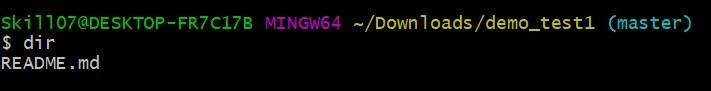 Skill07@DESKTOP-FR7C17B MINGW64 ~/Downloads/demo_test1 (master)
$ dir
README.md